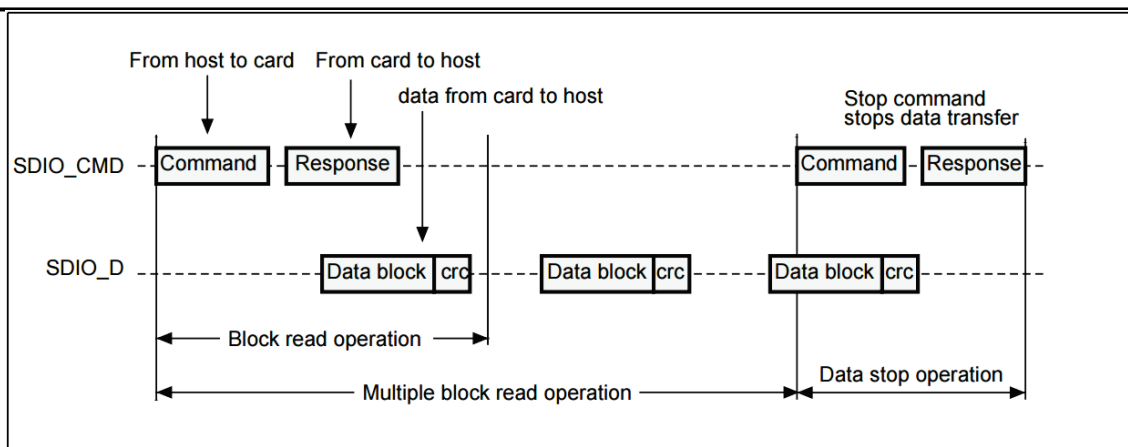 From host to card
From card to host
data from card to host
Stop command
stops data transfer
SDIO_CMD
Command
Response
Command
Response
SDIO_D
Data block
crc
Data block
crc
Data block
crc
Block read operation
Data stop operation
Multiple block read operation